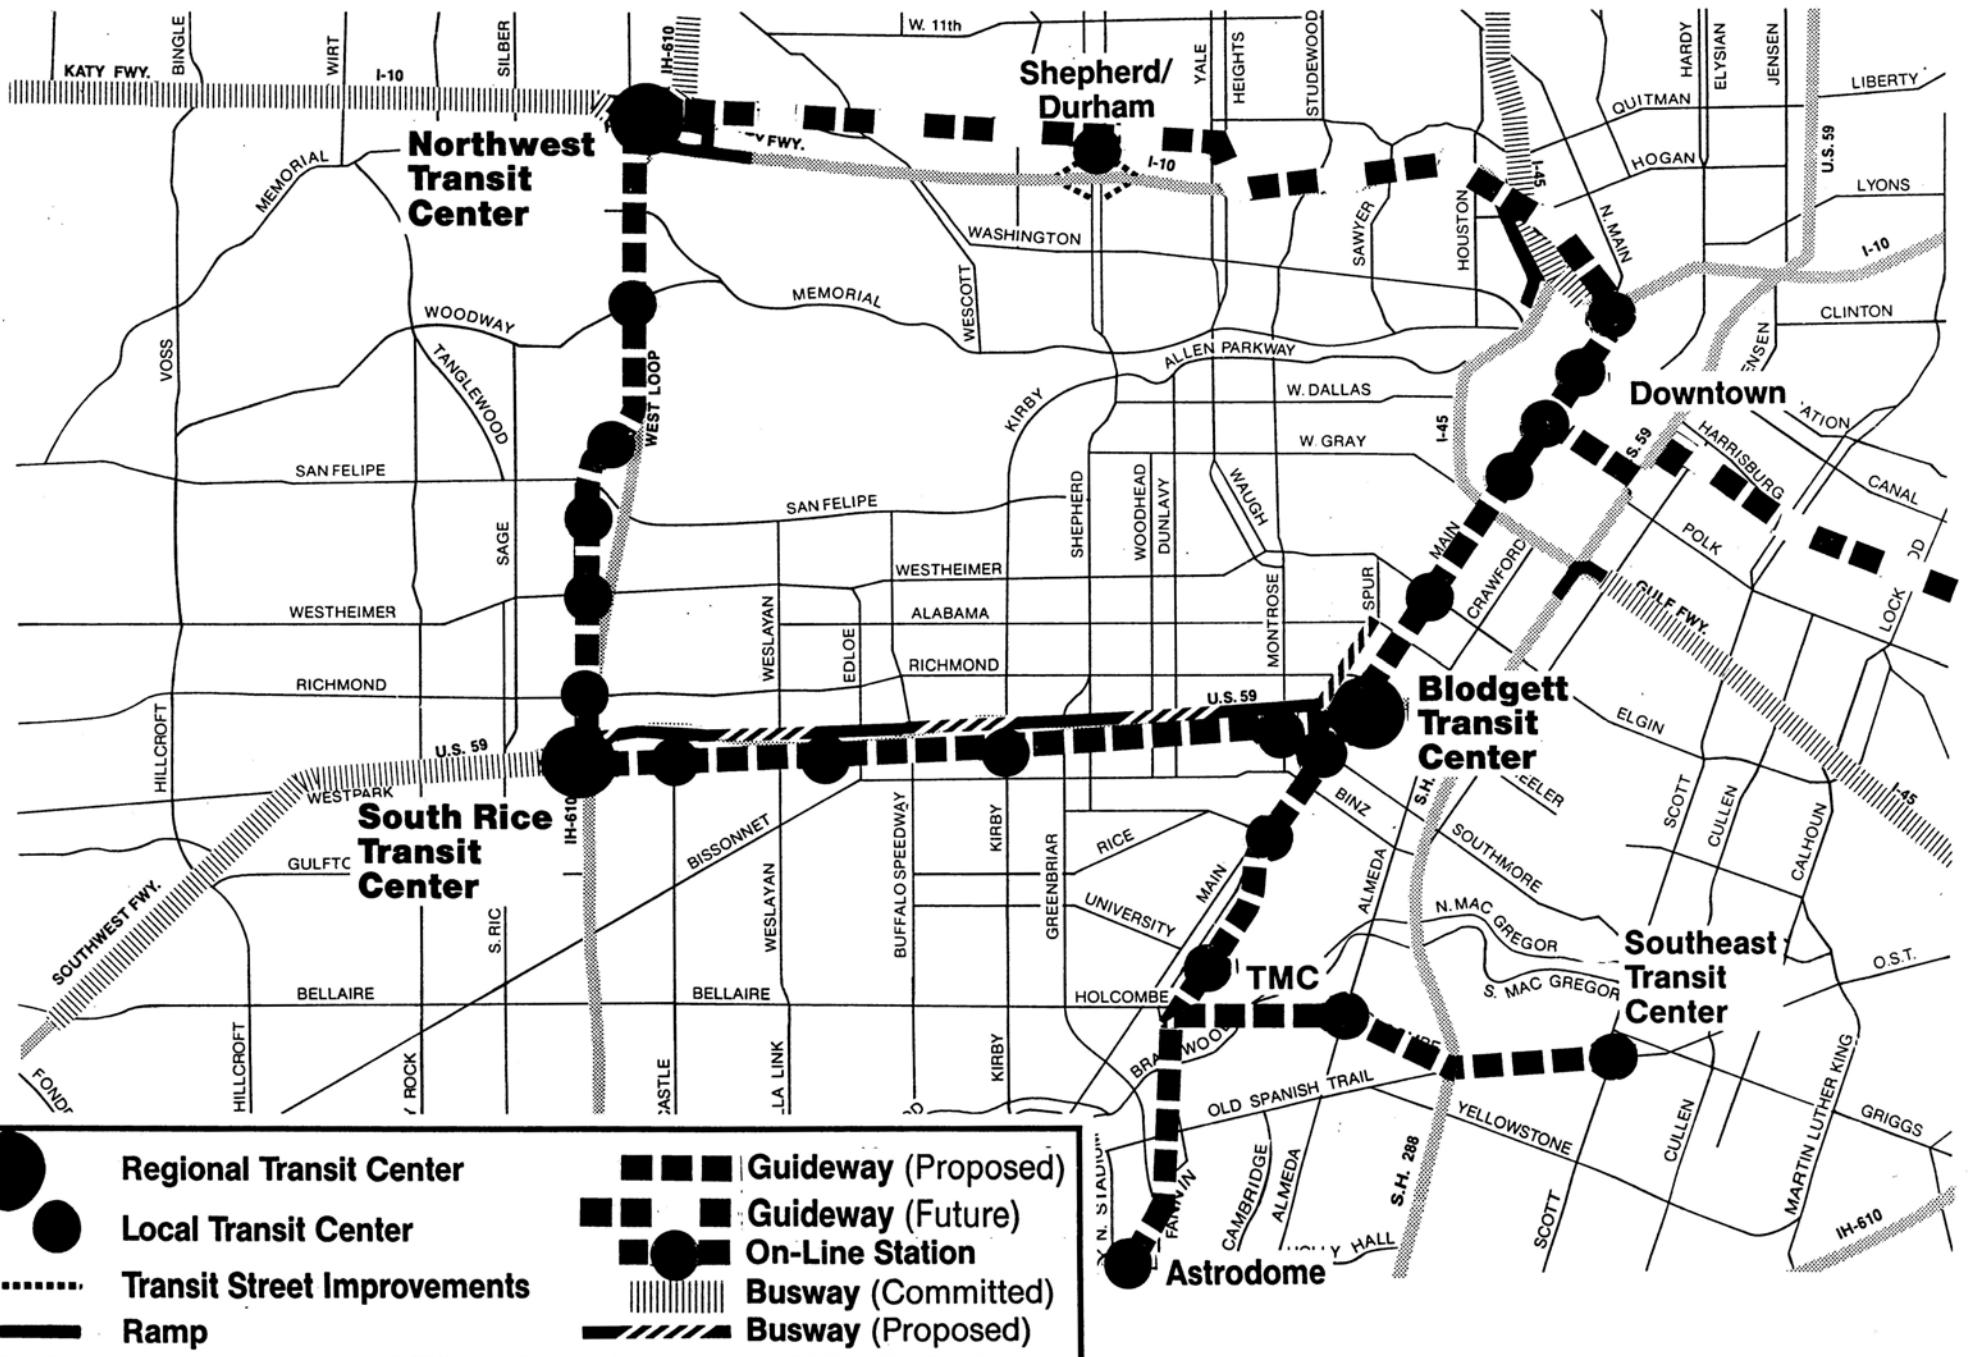 BINGLE
WIRT
SILBER
IH-610
W. 11th
YALE
HEIGHTS
STUDEWOOD
HARDY
ELYSIAN
JENSEN
LIBERTY
KATY FWY.
I-10
Shepherd/
Durham
QUITMAN
U.S. 59
Northwest
Transit
Center
FWY.
I-10
I-45
HOGAN
LYONS
MEMORIAL
WASHINGTON
SAWYER
HOUSTON
N. MAIN
I-10
WOODWAY
MEMORIAL
WESCOTT
CLINTON
VOSS
TANGLEWOOD
WEST LOOP
ALLEN PARKWAY
W. DALLAS
KIRBY
Downtown
I-45
W. GRAY
HARRISBURG
CANAL
SAN FELIPE
SAN FELIPE
SAGE
SHEPHERD
WOODHEAD
DUNLAVY
WAUGH
MAIN
POLK
CRAWFORD
WESTHEIMER
WESTHEIMER
ALABAMA
WESLAYAN
EDLOE
MONTROSE
SPUR
GULF FWY.
LOCK
RICHMOND
RICHMOND
U.S. 59
Blodgett
Transit
Center
ELGIN
HILLCROFT
U.S. 59
WESTPARK
South Rice
Transit
Center
IH-610
S.H.
BINZ
SCOTT
CULLEN
CALHOUN
I-45
GULFTO
BISSONNET
WESLAYAN
BUFFALO SPEEDWAY
KIRBY
GREENBRIAR
RICE
UNIVERSITY
MAIN
ALMEDA
SOUTHMORE
N. MAC GREGOR
S. MAC GREGOR
SOUTHWEST FWY.
S. RIC
Southeast
Transit
Center
O.S.T.
BELLAIRE
BELLAIRE
HOLCOMBE
TMC
HILLCROFT
ROCK
CASTLE
LA LINK
KIRBY
OLD SPANISH TRAIL
YELLOWSTONE
GRIGGS
MARTIN LUTHER KING
CULLEN
SCOTT
S.H. 288
CAMBRIDGE
ALMEDA
FANNIN
N. STADIUM
HALL
IH-610
Astrodome
Regional Transit Center
Local Transit Center
Transit Street Improvements
Ramp
Guideway (Proposed)
Guideway (Future)
On-Line Station
Busway (Committed)
Busway (Proposed)